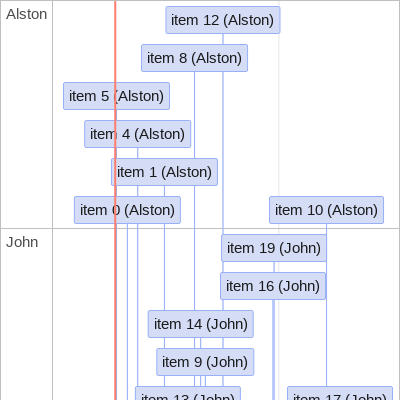 Alston
item 12 (Alston)
item 8 (Alston)
item 5 (Alston)
item 4 (Alston)
item 1 (Alston)
item 0 (Alston)
item 10 (Alston)
John
item 19 (John)
item 16 (John)
item 14 (John)
item 9 (John)
item 13 (John)
item 17 (John)